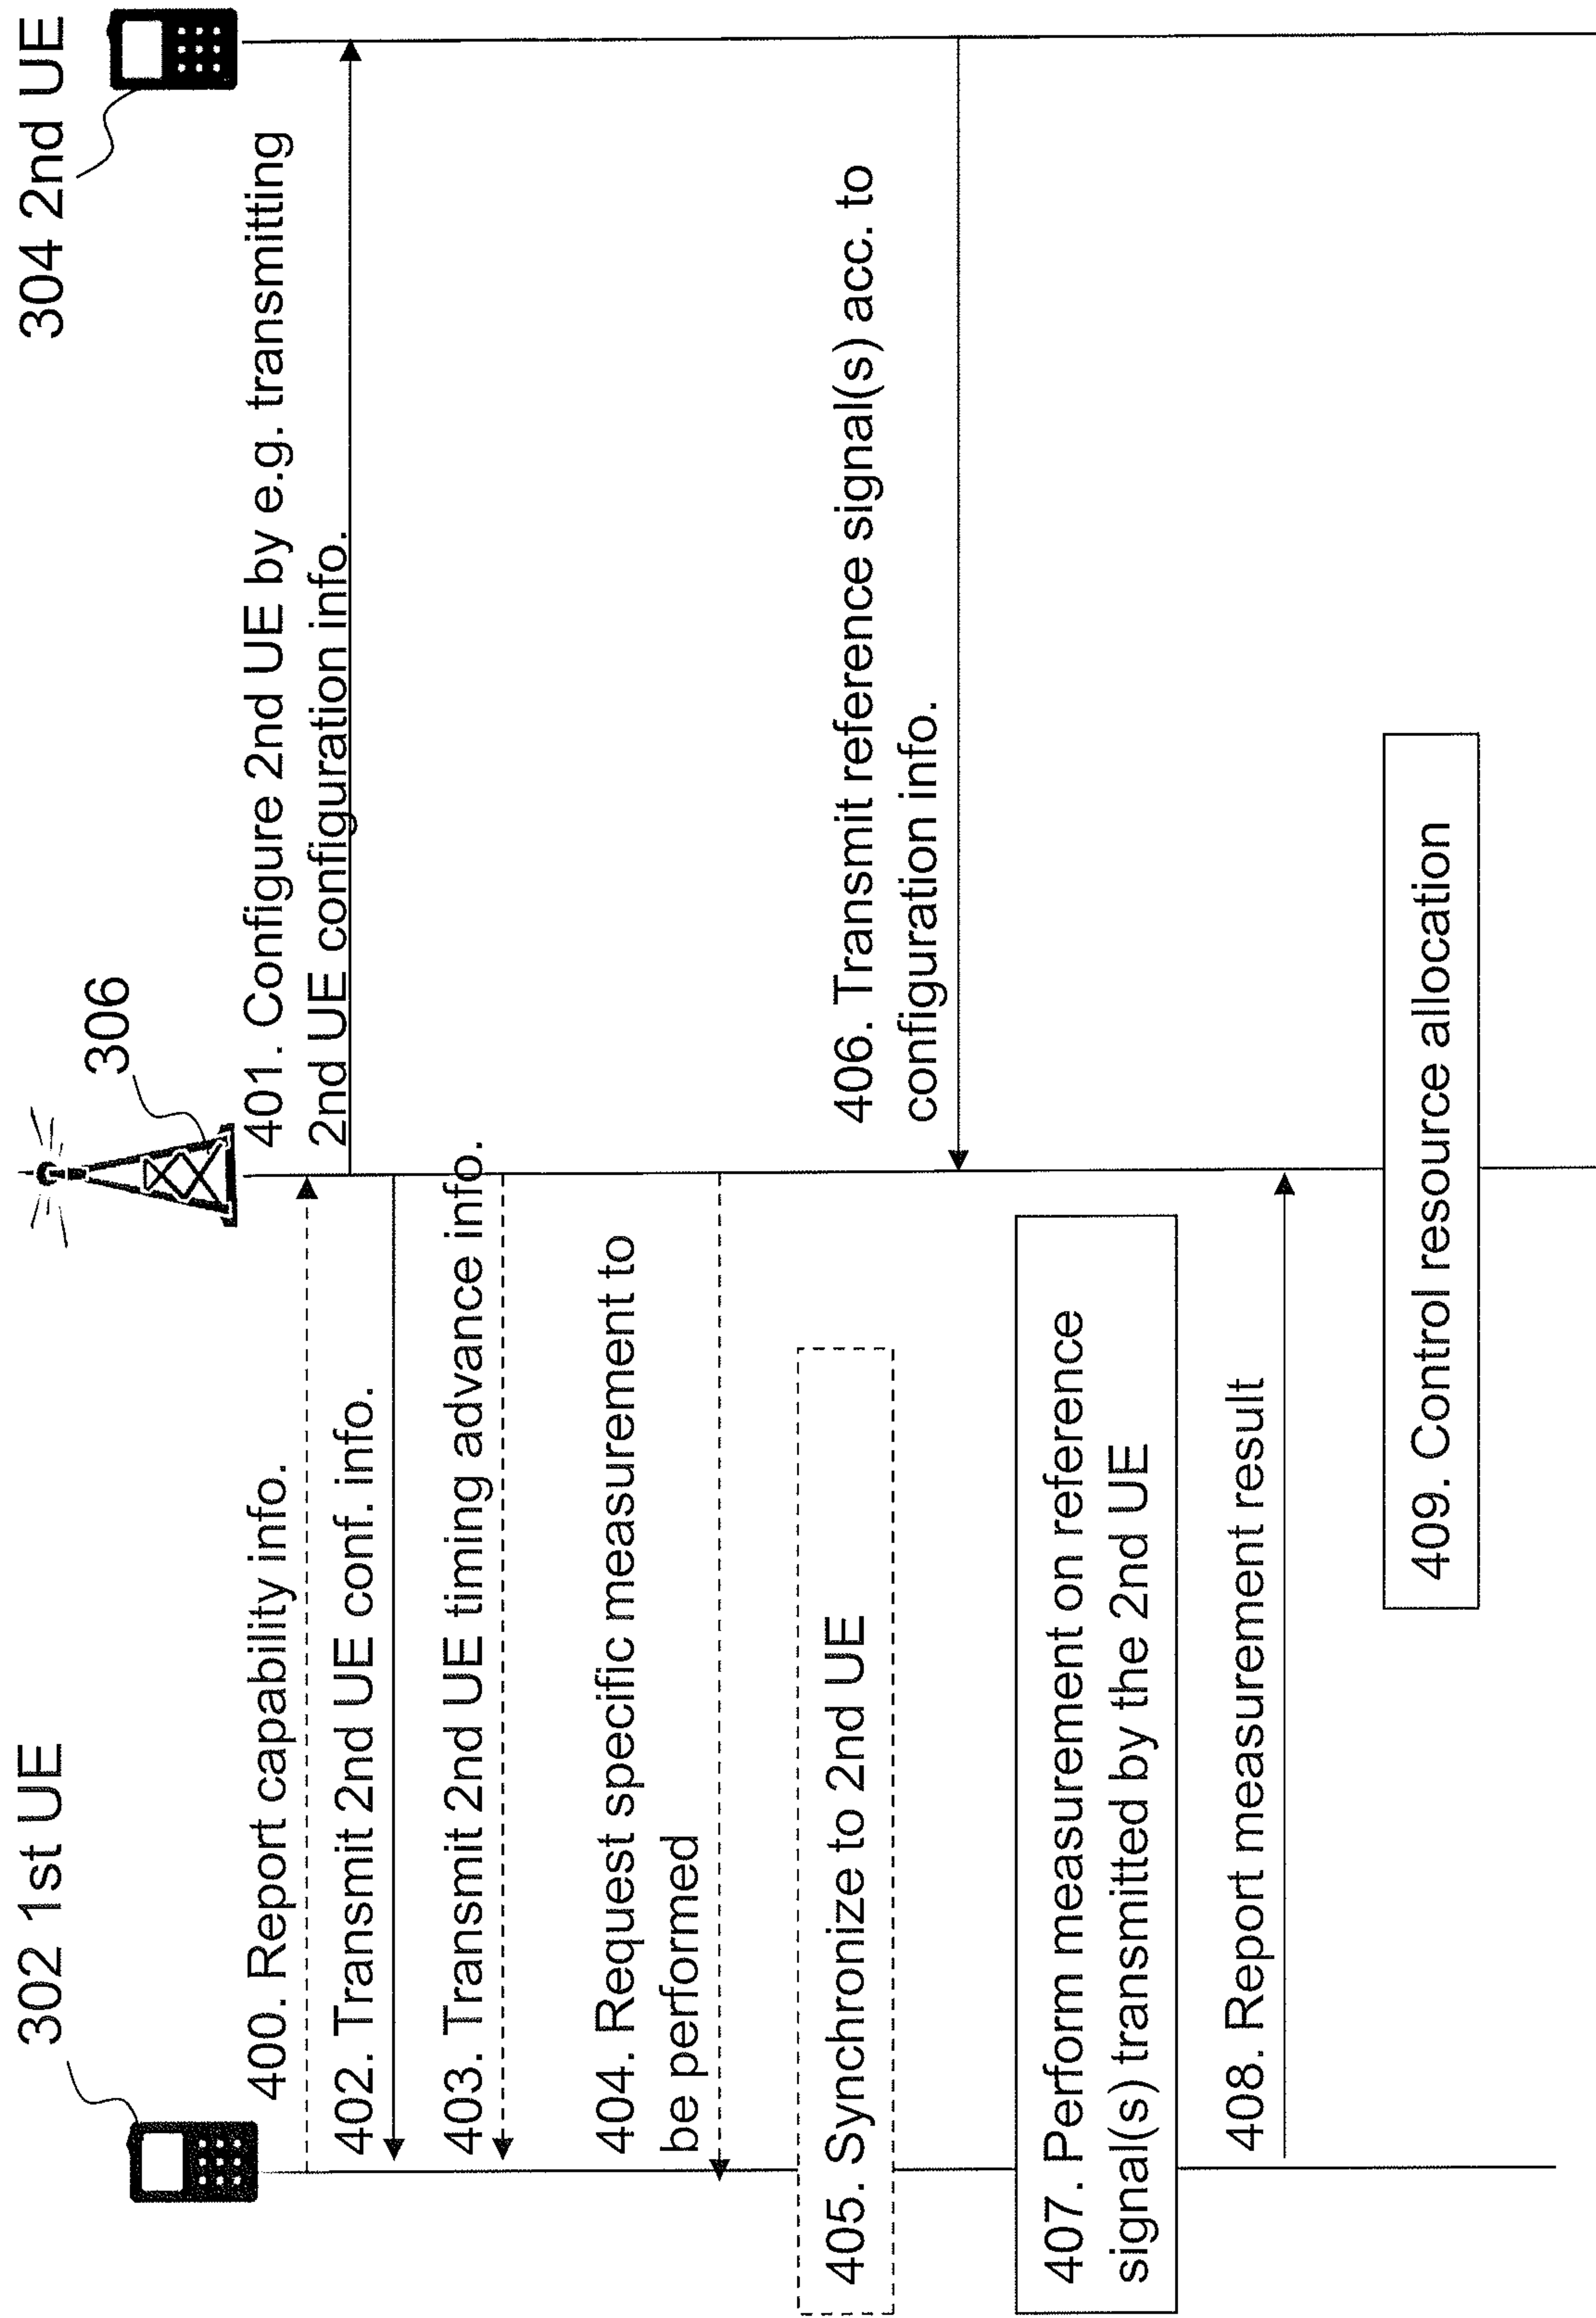 302 1st UE
306
304 2nd UE
400. Report capability info.
401. Configure 2nd UE by e.g. transmitting
2nd UE configuration info.
402. Transmit 2nd UE conf. info.
403. Transmit 2nd UE timing advance info.
404. Request specific measurement to
be performed
405. Synchronize to 2nd UE
406. Transmit reference signal(s) acc. to
configuration info.
407. Perform measurement on reference
signal(s) transmitted by the 2nd UE
408. Report measurement result
409. Control resource allocation